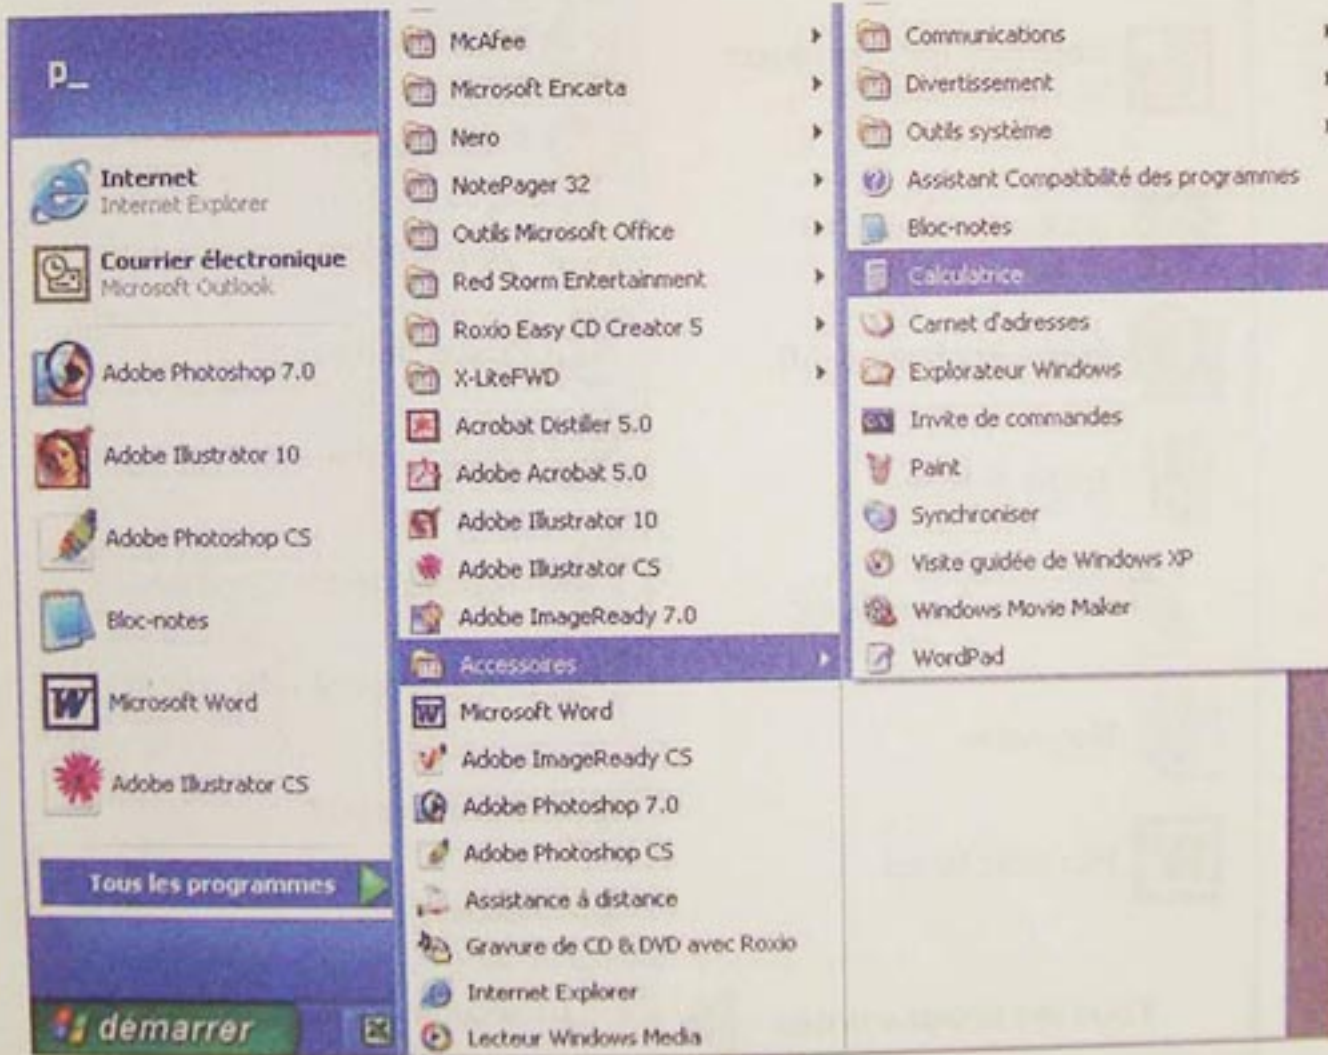 p_
Internet
Internet Explorer
Courrier électronique
Microsoft Outlook
Adobe Photoshop 7.0
Adobe Illustrator 10
Adobe Photoshop CS
Bloc-notes
Microsoft Word
Adobe Illustrator CS
Tous les programmes
démarrer
McAfee
Microsoft Encarta
Nero
NotePager 32
Outils Microsoft Office
Red Storm Entertainment
Roxio Easy CD Creator 5
X-LiteFWD
Acrobat Distiller 5.0
Adobe Acrobat 5.0
Adobe Illustrator 10
Adobe Illustrator CS
Adobe ImageReady 7.0
Accessoires
Microsoft Word
Adobe ImageReady CS
Adobe Photoshop 7.0
Adobe Photoshop CS
Assistance à distance
Gravure de CD & DVD avec Roxio
Internet Explorer
Lecteur Windows Media
Communications
Divertissement
Outils système
Assistant Compatibilité des programmes
Bloc-notes
Calculatrice
Carnet d'adresses
Explorateur Windows
Invite de commandes
Paint
Synchroniser
Visite guidée de Windows XP
Windows Movie Maker
WordPad